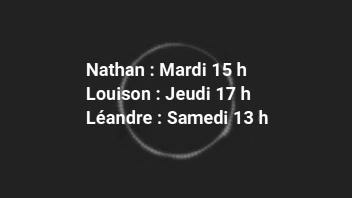 Nathan : Mardi 15 h
Louison : Jeudi 17 h
Léandre : Samedi 13 h